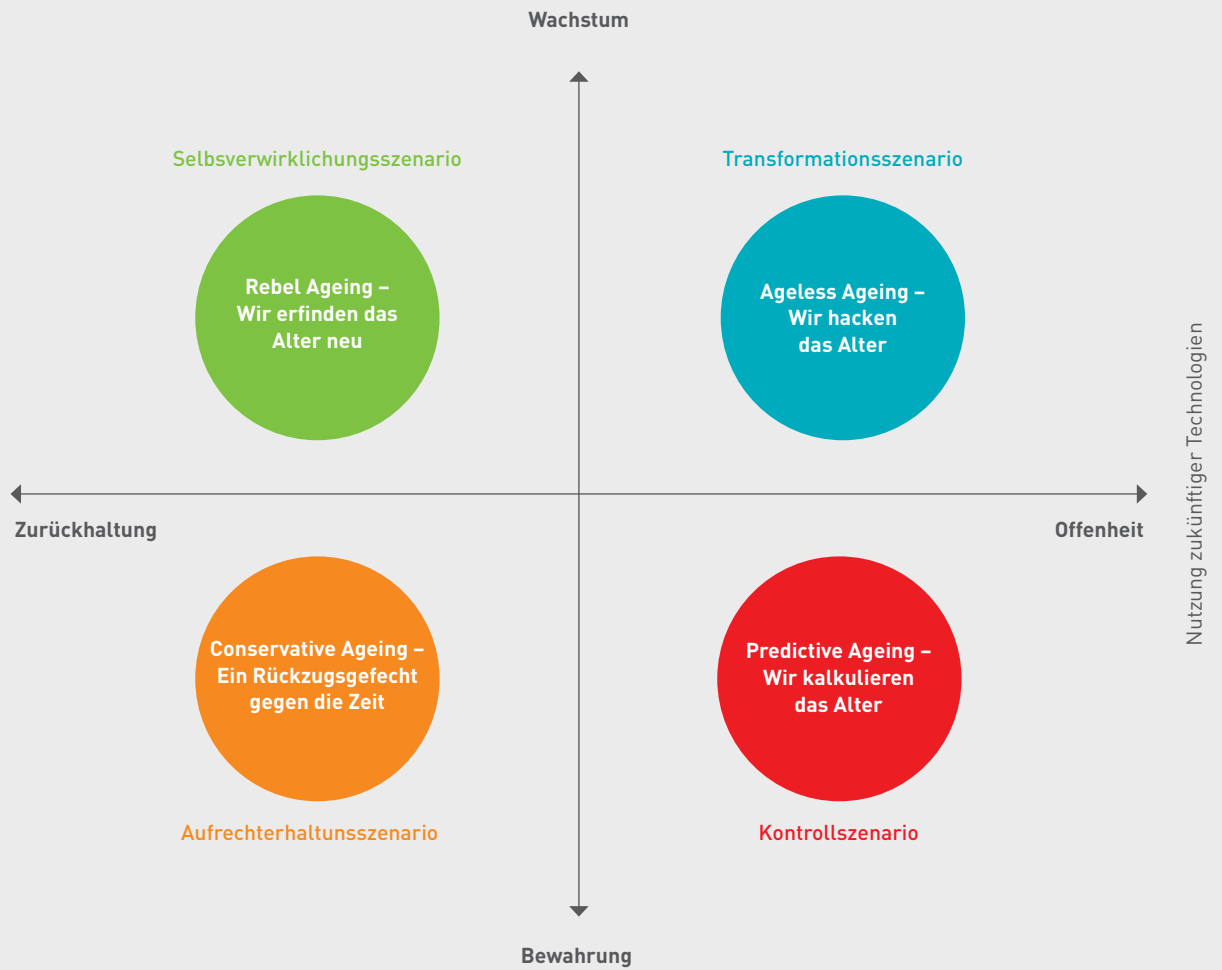 Wachstum
Selbsverwirklichungsszenario
Transformationsszenario
Rebel Ageing –
Wir erfinden das
Alter neu
Ageless Ageing –
Wir hacken
das Alter
Nutzung zukünftiger Technologien
Zurückhaltung
Offenheit
Conservative Ageing –
Ein Rückzugsgefecht
gegen die Zeit
Predictive Ageing –
Wir kalkulieren
das Alter
Aufrechterhaltunsszenario
Kontrollszenario
Bewahrung